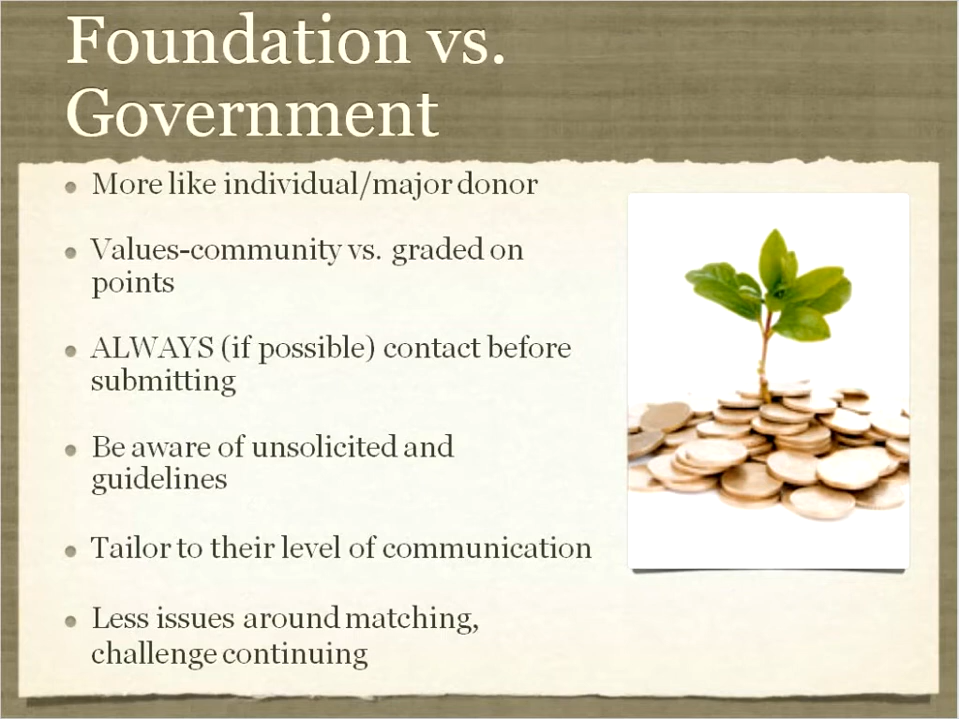 Foundation vs.
Government
More like individual/major donor
Values-community vs. graded on
points
ALWAYS (if possible) contact before
submitting
Be aware of unsolicited and
guidelines
Tailor to their level of communication
Less issues around matching,
challenge continuing